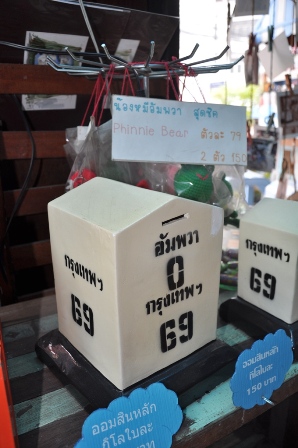 น้องหมีอัมพวา สุดชิค
Phinnie Bear ตัวละ 79
2 ตัว 150
กรุงเทพฯ
69
อัมพวา
0
กรุงเทพฯ
69
กรุงเทพฯ
69
ออมสินหลัก
กิโลใบละ
150 บาท
ออมสินหลัก
กิโลใบละ
บาท